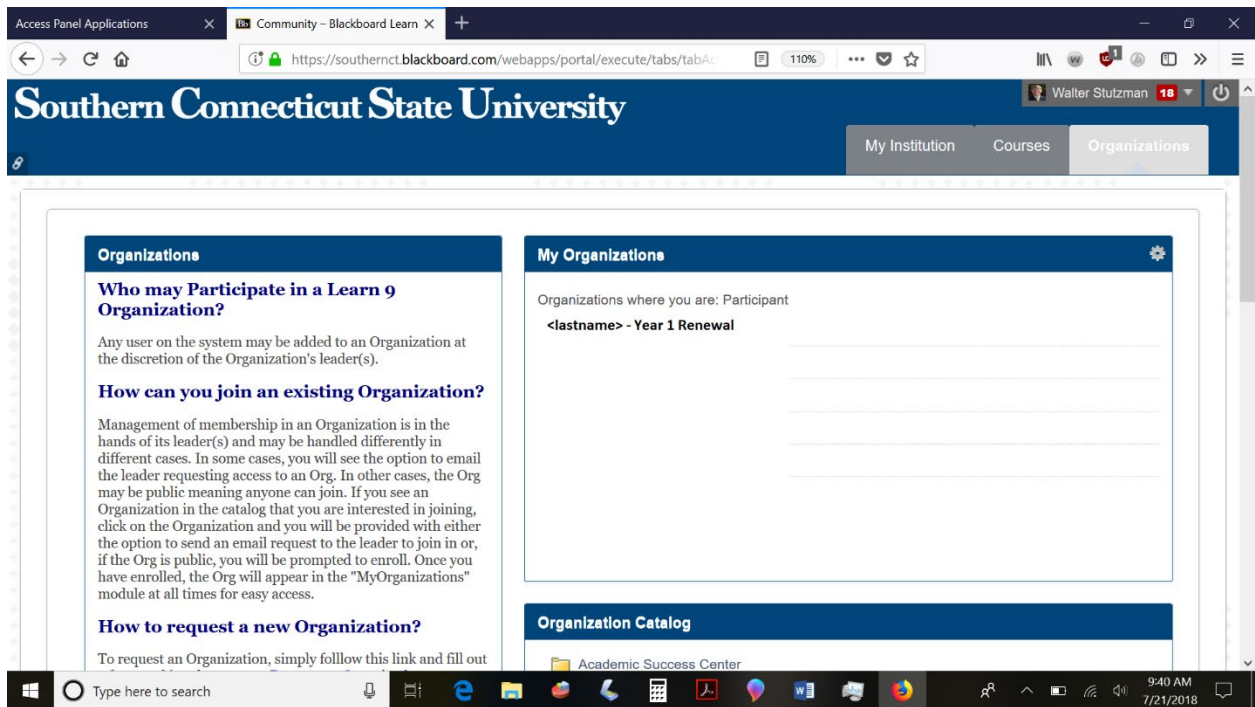 Access Panel Applications
Community – Blackboard Learn
https://southernct.blackboard.com/webapps/portal/execute/tabs/tabAc
110%
1
Southern Connecticut State University
Walter Stutzman 18
My Institution Courses Organizations
Organizations
Who may Participate in a Learn 9
Organization?
Any user on the system may be added to an Organization at
the discretion of the Organization's leader(s).
How can you join an existing Organization?
Management of membership in an Organization is in the
hands of its leader(s) and may be handled differently in
different cases. In some cases, you will see the option to email
the leader requesting access to an Org. In other cases, the Org
may be public meaning anyone can join. If you see an
Organization in the catalog that you are interested in joining,
click on the Organization and you will be provided with either
the option to send an email request to the leader to join in or,
if the Org is public, you will be prompted to enroll. Once you
have enrolled, the Org will appear in the "MyOrganizations"
module at all times for easy access.
How to request a new Organization?
To request an Organization, simply folllow this link and fill out
My Organizations
Organizations where you are: Participant
<lastname> - Year 1 Renewal
Organization Catalog
Academic Success Center
Type here to search
9:40 AM
7/21/2018